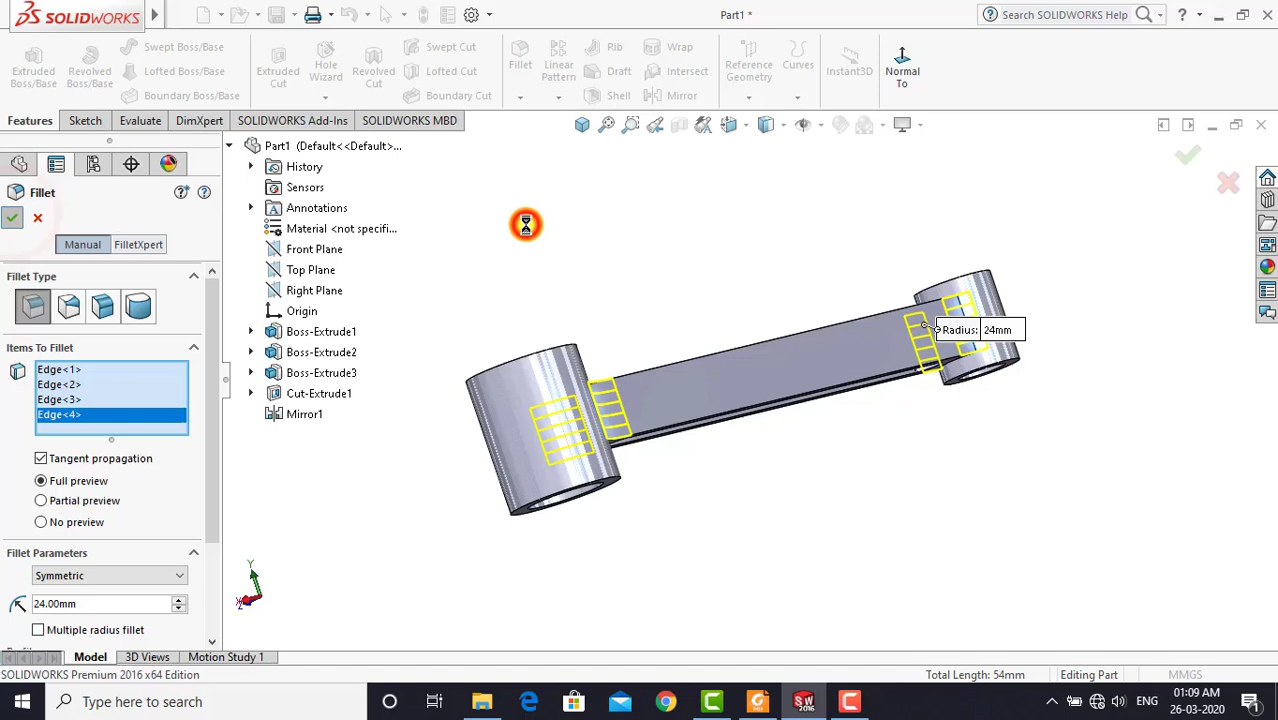 SOLIDWORKS
Part1 *
Search SOLIDWORKS
Extruded Boss/Base
Revolved Boss/Base
Swept Boss/Base
Lofted Boss/Base
Boundary Boss/Base
Extruded Cut
Hole Wizard
Revolved Cut
Swept Cut
Lofted Cut
Boundary Cut
Fillet
Linear Pattern
Rib
Draft
Shell
Wrap
Intersect
Mirror
Reference Geometry
Curves
Instant3D
Normal To
Features
Sketch
Evaluate
DimXpert
SOLIDWORKS Add-Ins
SOLIDWORKS MBD
Part1 (Default<<Default>...
History
Sensors
Annotations
Material <not specifi...
Front Plane
Top Plane
Right Plane
Origin
Boss-Extrude1
Boss-Extrude2
Boss-Extrude3
Cut-Extrude1
Mirror1
Fillet
Manual
FilletXpert
Fillet Type
Items To Fillet
Edge<1>
Edge<2>
Edge<3>
Edge<4>
Tangent propagation
Full preview
Partial preview
No preview
Fillet Parameters
Symmetric
24.00mm
Multiple radius fillet
Radius: 24mm
Y
Z
Model
3D Views
Motion Study 1
SOLIDWORKS Premium 2016 x64 Edition
Total Length: 54mm
Editing Part
MMGS
Type here to search
SW
2016
ENG
01:09 AM
26-03-2020
1